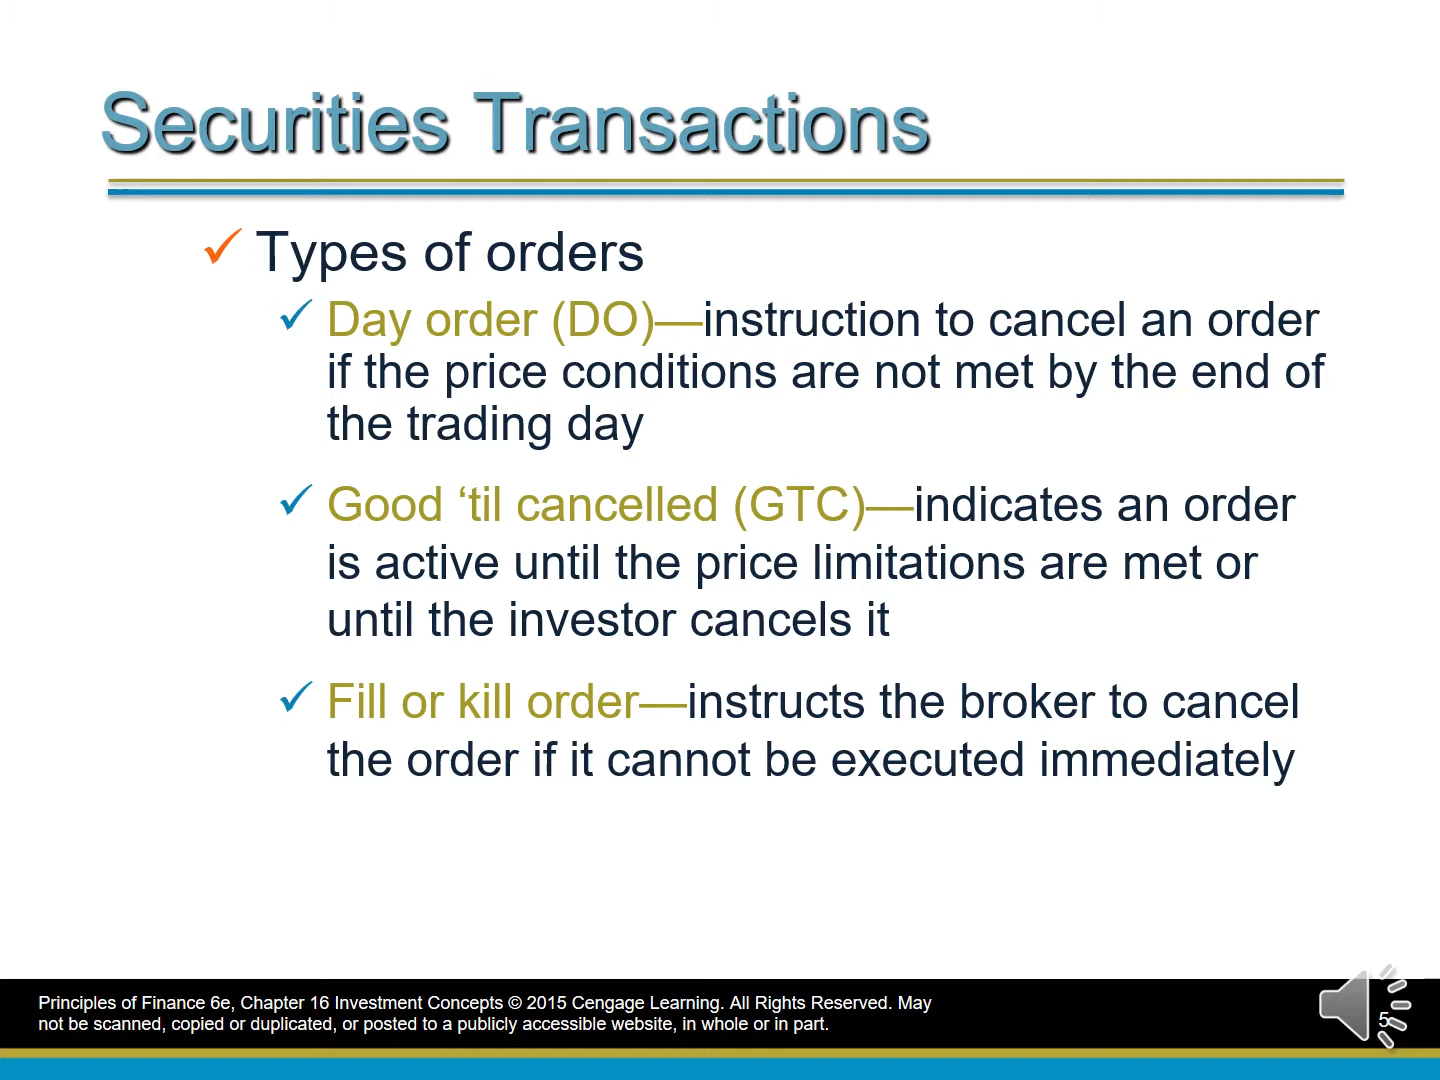 Securities Transactions
Types of orders
Day order (DO)—instruction to cancel an order
if the price conditions are not met by the end of
the trading day
Good ‘til cancelled (GTC)—indicates an order
is active until the price limitations are met or
until the investor cancels it
Fill or kill order—instructs the broker to cancel
the order if it cannot be executed immediately
Principles of Finance 6e, Chapter 16 Investment Concepts © 2015 Cengage Learning. All Rights Reserved. May
not be scanned, copied or duplicated, or posted to a publicly accessible website, in whole or in part.
5